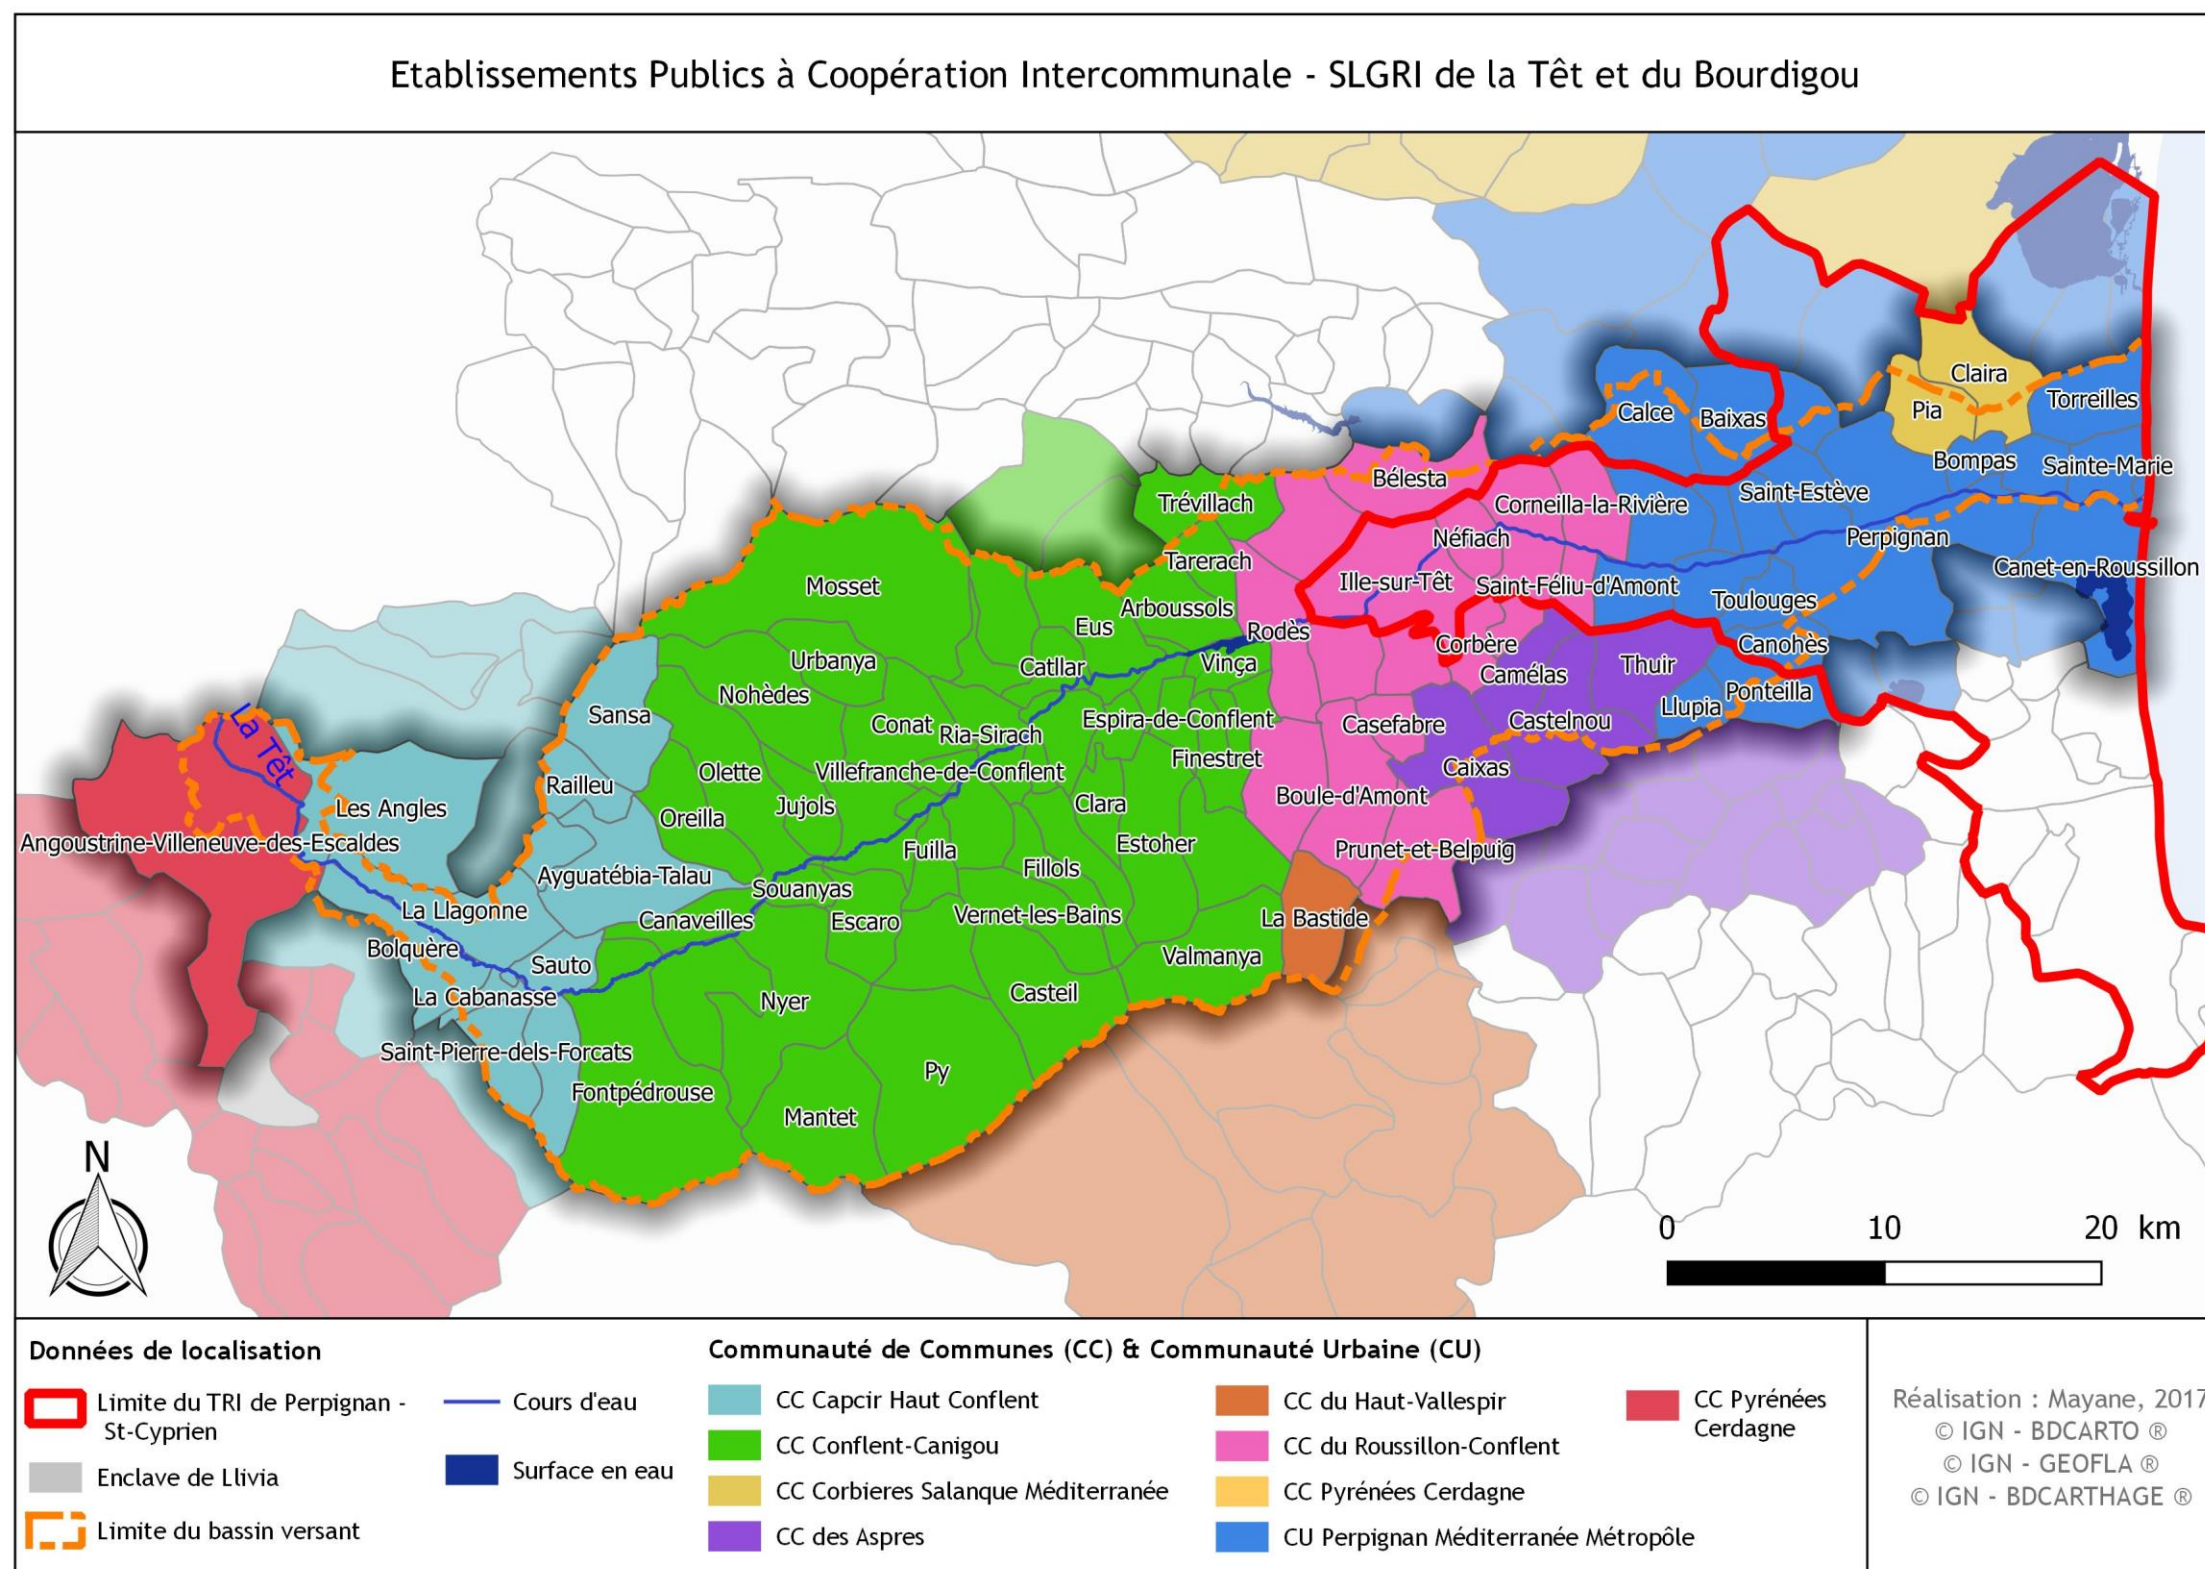 Etablissements Publics à Coopération Intercommunale - SLGRI de la Têt et du Bourdigou
Claira
Torreilles
Pia
Calce
Baixas
Bompas
Sainte-Marie
Bélesta
Saint-Estève
Trévillach
Corneilla-la-Rivière
Néfiach
Perpignan
Tarerach
Canet-en-Roussillon
Mosset
Ille-sur-Têt
Saint-Féliu-d'Amont
Toulouges
Arboussols
Eus
Rodès
Corbère
Canohès
Urbanya
Catllar
Vinça
Thuir
Camélas
Nohèdes
Ponteilla
Llupia
Sansa
Conat
Ria-Sirach
Espira-de-Conflent
Casefabre
Castelnou
La Têt
Finestret
Caixas
Olette
Villefranche-de-Conflent
Railleu
Les Angles
Jujols
Clara
Boule-d'Amont
Oreilla
Angoustrine-Villeneuve-des-Escaldes
Fuilla
Estoher
Prunet-et-Belpuig
Fillols
Ayguatébia-Talau
Souanyas
La Llagonne
Canaveilles
Escaro
Vernet-les-Bains
La Bastide
Bolquère
Sauto
Valmanya
La Cabanasse
Nyer
Casteil
Saint-Pierre-dels-Forcats
Py
Fontpédrouse
Mantet
N
0 10 20 km
Données de localisation
Limite du TRI de Perpignan -
St-Cyprien
Enclave de Llivia
Limite du bassin versant
Cours d'eau
Surface en eau
Communauté de Communes (CC) & Communauté Urbaine (CU)
CC Capcir Haut Conflent
CC Conflent-Canigou
CC Corbieres Salanque Méditerranée
CC des Aspres
CC du Haut-Vallespir
CC du Roussillon-Conflent
CC Pyrénées Cerdagne
CU Perpignan Méditerranée Métropôle
CC Pyrénées
Cerdagne
Réalisation : Mayane, 2017
© IGN - BDCARTO ®
© IGN - GEOFLA ®
© IGN - BDCARTHAGE ®